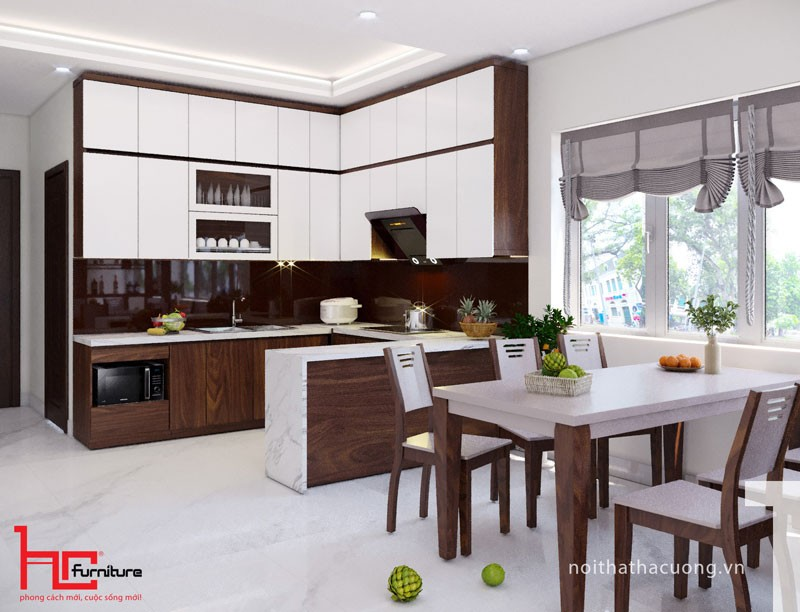 hc® furniture
phong cách mới, cuộc sống mới!
noithathacuong.vn